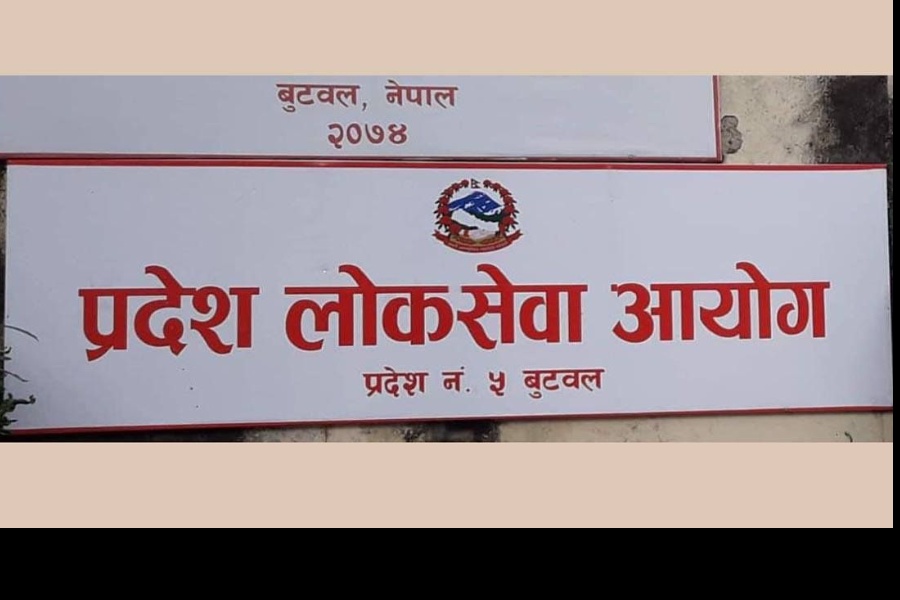 बुटवल, नेपाल
२०७४
प्रदेश लोकसेवा आयोग
प्रदेश नं. ५ बुटवल